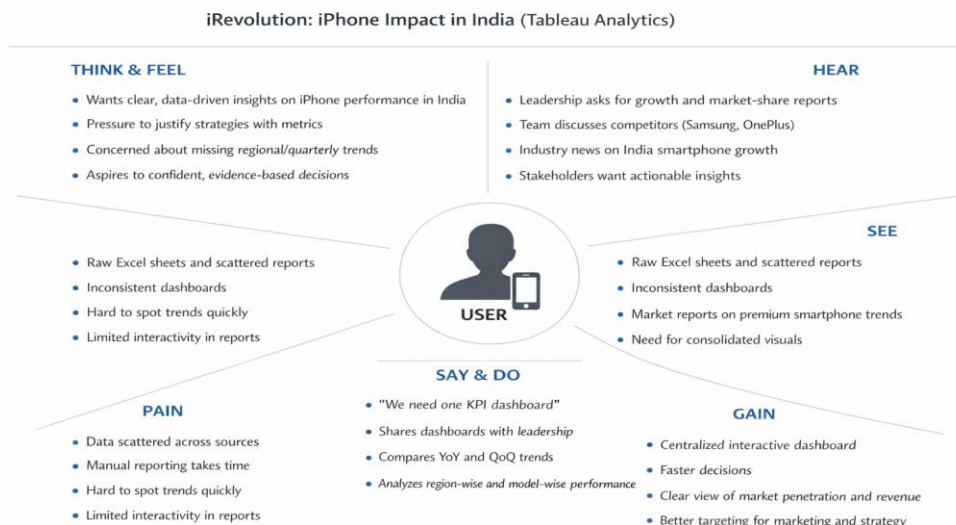 iRevolution: iPhone Impact in India (Tableau Analytics)
THINK & FEEL
• Wants clear, data-driven insights on iPhone performance in India
• Pressure to justify strategies with metrics
• Concerned about missing regional/quarterly trends
• Aspires to confident, evidence-based decisions
HEAR
• Leadership asks for growth and market-share reports
• Team discusses competitors (Samsung, OnePlus)
• Industry news on India smartphone growth
• Stakeholders want actionable insights
• Raw Excel sheets and scattered reports
• Inconsistent dashboards
• Hard to spot trends quickly
• Limited interactivity in reports
USER
SEE
• Raw Excel sheets and scattered reports
• Inconsistent dashboards
• Market reports on premium smartphone trends
• Need for consolidated visuals
PAIN
• Data scattered across sources
• Manual reporting takes time
• Hard to spot trends quickly
• Limited interactivity in reports
SAY & DO
• "We need one KPI dashboard"
• Shares dashboards with leadership
• Compares YoY and QoQ trends
• Analyzes region-wise and model-wise performance
GAIN
• Centralized interactive dashboard
• Faster decisions
• Clear view of market penetration and revenue
• Better targeting for marketing and strategy